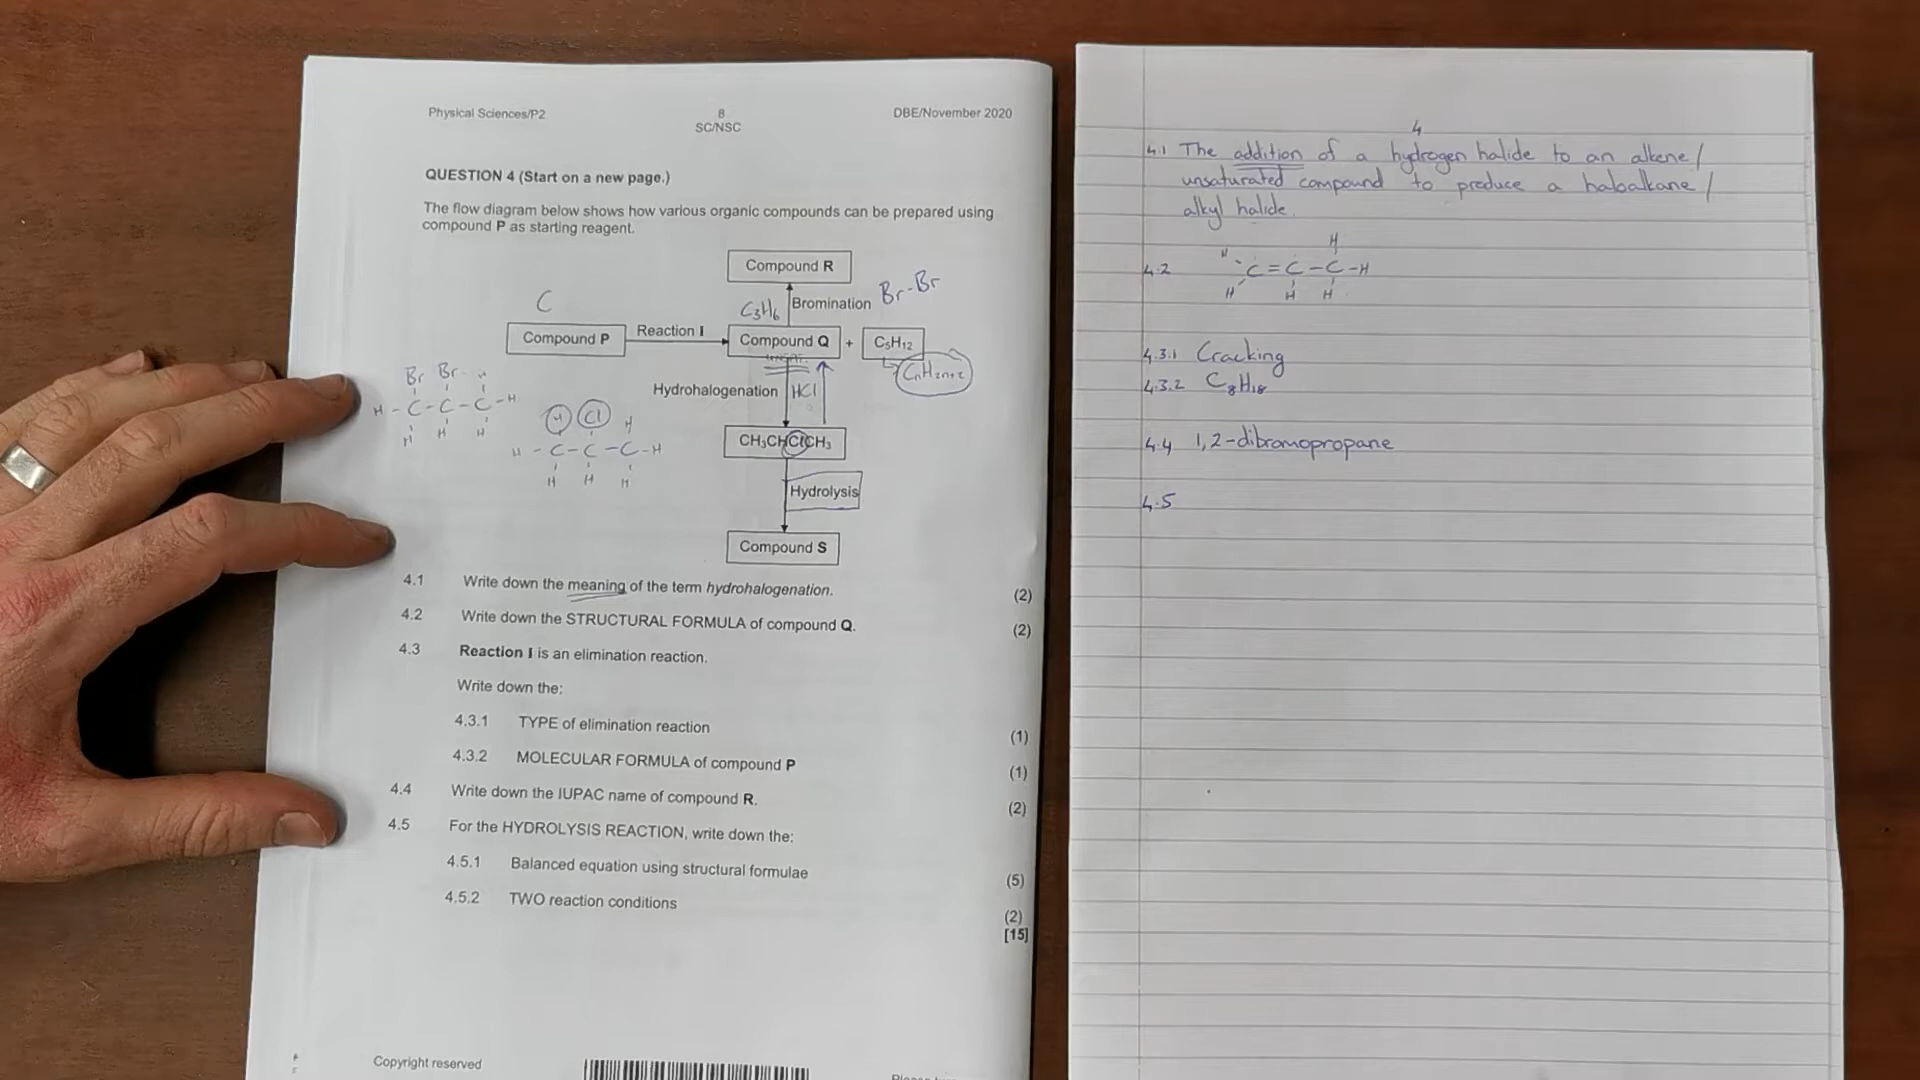 Physical Sciences/P2 8 DBE/November 2020
SC/NSC
QUESTION 4 (Start on a new page.)
The flow diagram below shows how various organic compounds can be prepared using
compound P as starting reagent.
Compound R
C
C₃H₆ Bromination Br-Br
Compound P Reaction I Compound Q + C₅H₁₂
CnH2n+2
Hydrohalogenation HCl
Br Br H
H - C - C - C - H
H H H
H Cl H
H - C - C - C - H
H H H
CH₃CHClCH₃
Hydrolysis
Compound S
4.1 Write down the meaning of the term hydrohalogenation. (2)
4.2 Write down the STRUCTURAL FORMULA of compound Q. (2)
4.3 Reaction I is an elimination reaction.
Write down the:
4.3.1 TYPE of elimination reaction (1)
4.3.2 MOLECULAR FORMULA of compound P (1)
4.4 Write down the IUPAC name of compound R. (2)
4.5 For the HYDROLYSIS REACTION, write down the:
4.5.1 Balanced equation using structural formulae (5)
4.5.2 TWO reaction conditions (2)
[15]
Copyright reserved
4
4.1 The addition of a hydrogen halide to an alkene/
unsaturated compound to produce a haloalkane/
alkyl halide.
H H
4.2 C = C - C - H
H H H
4.3.1 Cracking
4.3.2 C₈H₁₈
4.4 1,2-dibromopropane
4.5